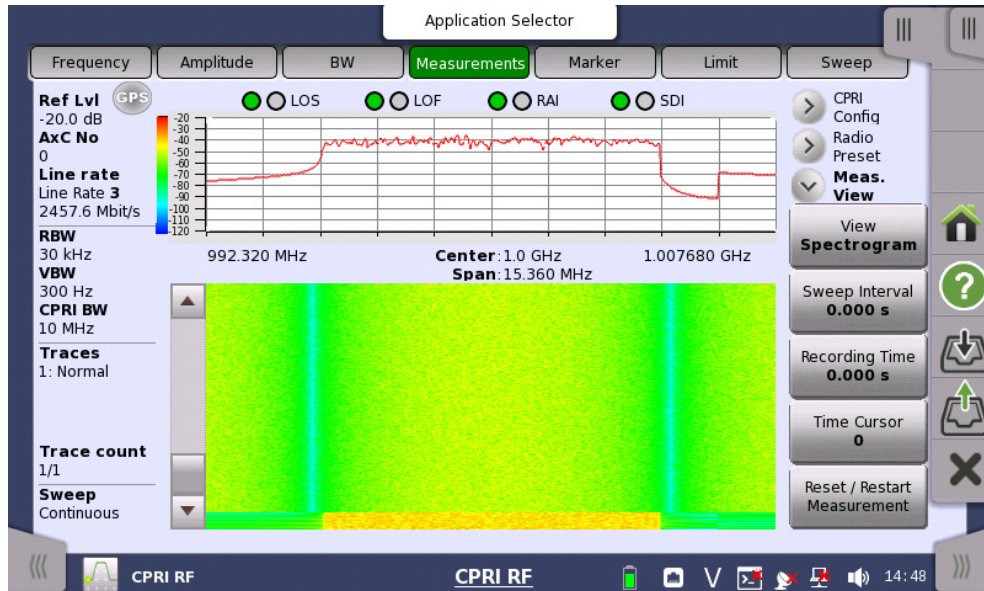 Application Selector
Frequency
Amplitude
BW
Measurements
Marker
Limit
Sweep
Ref Lvl
GPS
-20.0 dB
AxC No
0
Line rate
Line Rate 3
2457.6 Mbit/s
RBW
30 kHz
VBW
300 Hz
CPRI BW
10 MHz
Traces
1: Normal
Trace count
1/1
Sweep
Continuous
LOS
LOF
RAI
SDI
-20
-30
-40
-50
-60
-70
-80
-90
-100
-110
-120
992.320 MHz
Center:1.0 GHz
1.007680 GHz
Span:15.360 MHz
CPRI
Config
Radio
Preset
Meas.
View
View
Spectrogram
Sweep Interval
0.000 s
Recording Time
0.000 s
Time Cursor
0
Reset / Restart
Measurement
CPRI RF
CPRI RF
V
14:48